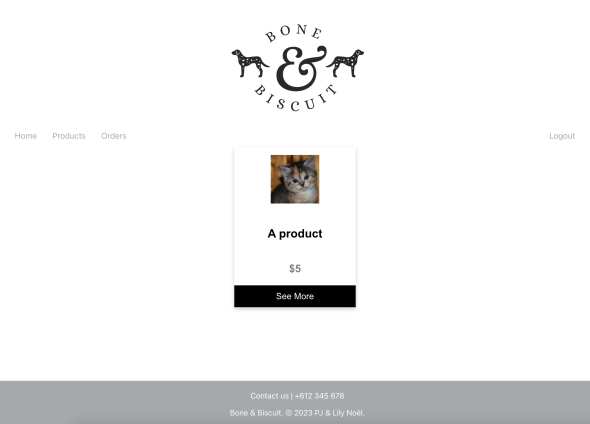 BONE
&
BISCUIT
Home Products Orders Logout
A product
$5
See More
Contact us | +612 345 678
Bone & Biscuit. © 2023 PJ & Lily Noël.